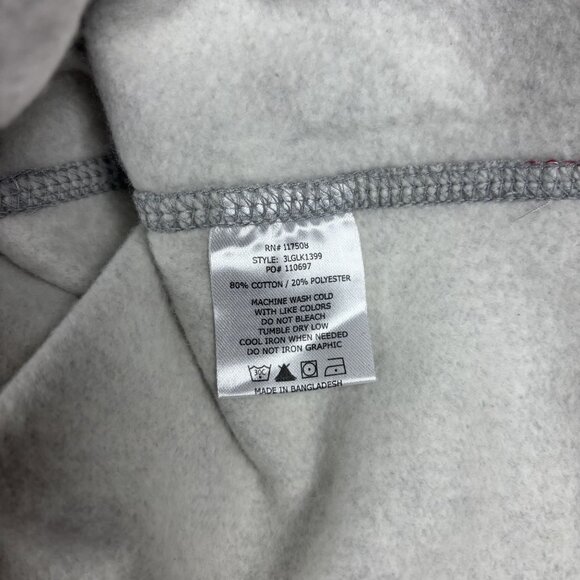 RN# 117508
STYLE: 3LGLK1399
PO# 110697
80% COTTON / 20% POLYESTER
MACHINE WASH COLD
WITH LIKE COLORS
DO NOT BLEACH
TUMBLE DRY LOW
COOL IRON WHEN NEEDED
DO NOT IRON GRAPHIC
MADE IN BANGLADESH